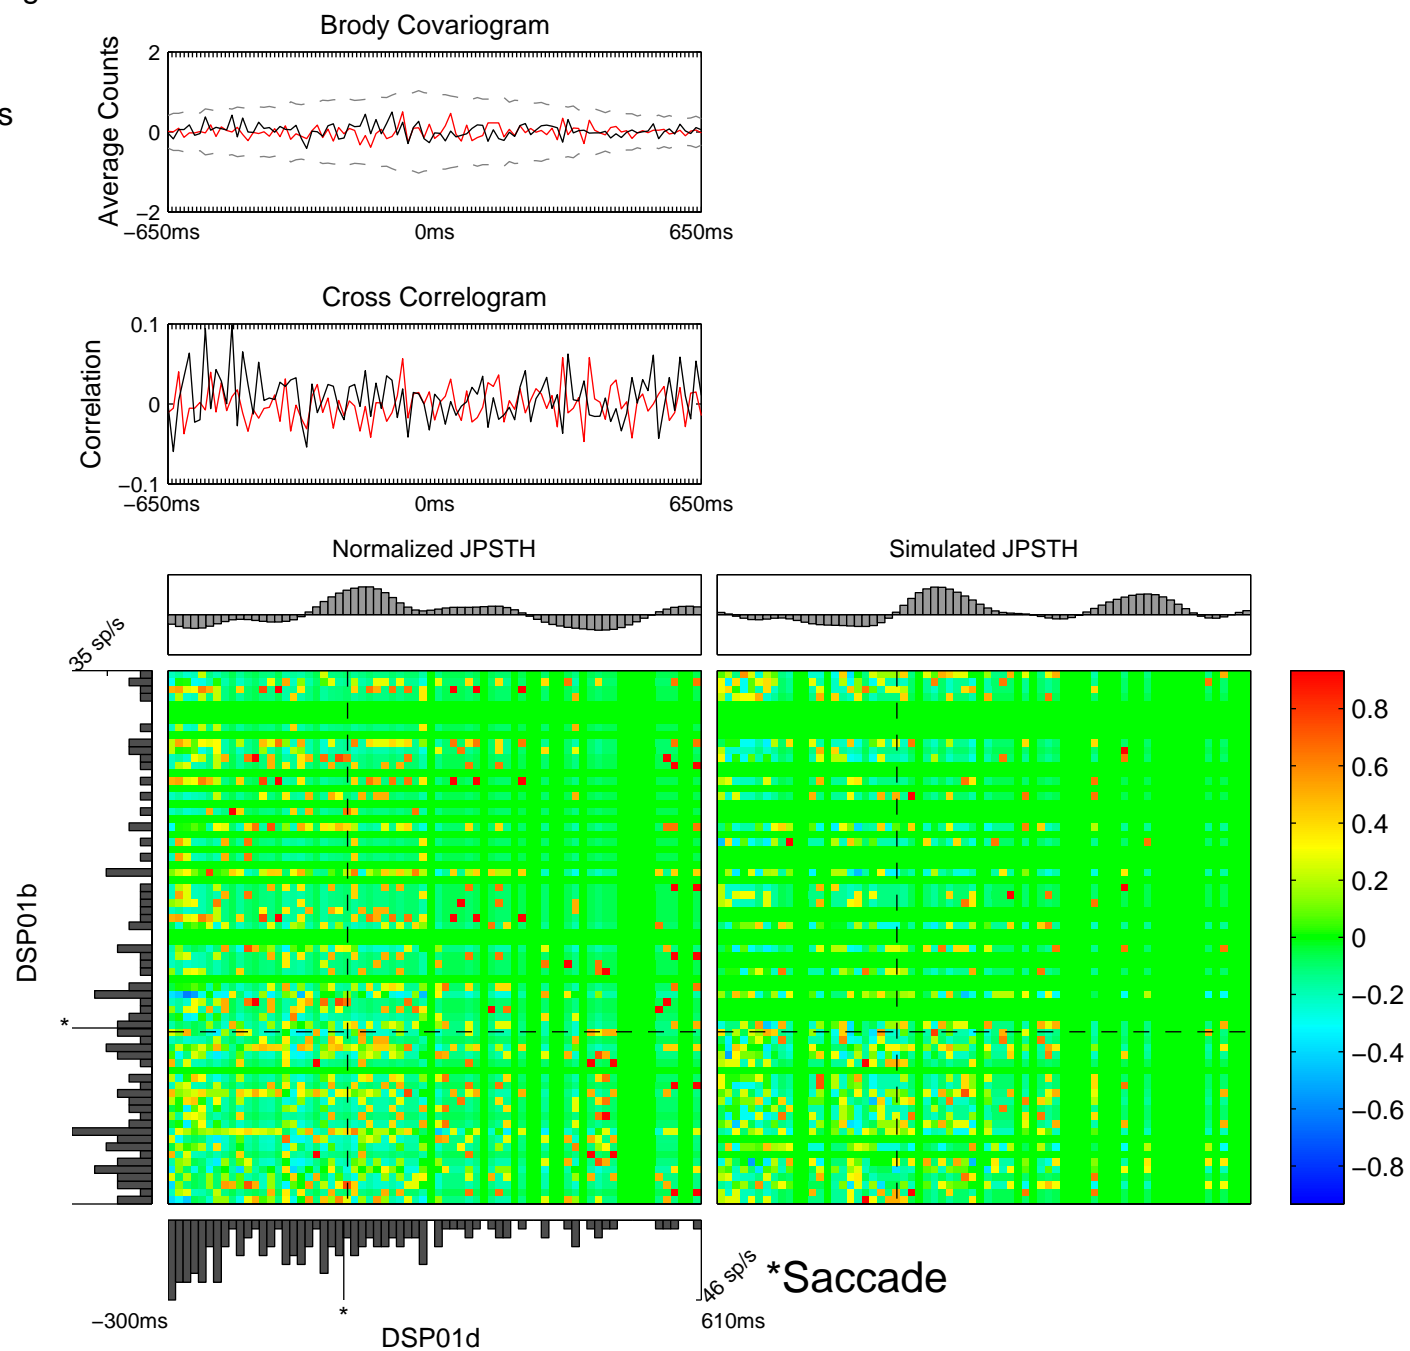 g
Brody Covariogram
s
Average Counts
2
0
−2
−650ms
0ms
650ms
Cross Correlogram
Correlation
0.1
0
−0.1
−650ms
0ms
650ms
Normalized JPSTH
Simulated JPSTH
35 sp/s
DSP01b
*
0.8
0.6
0.4
0.2
0
−0.2
−0.4
−0.6
−0.8
46 sp/s
*Saccade
*
−300ms
610ms
DSP01d